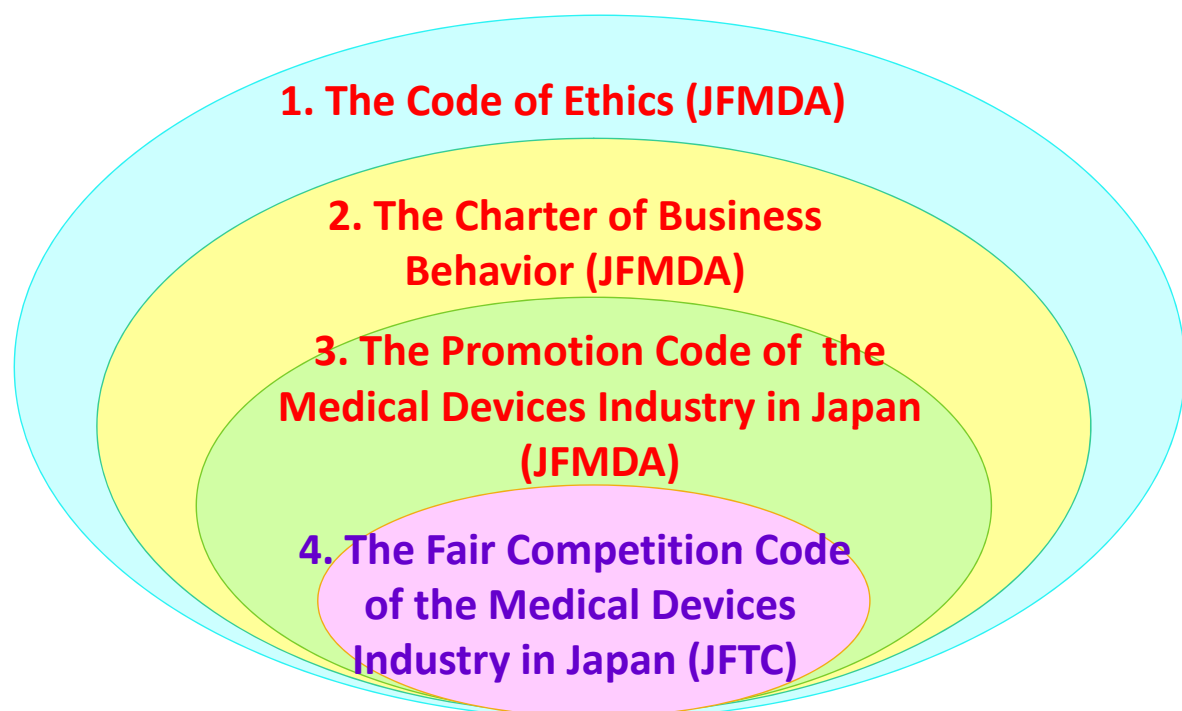 1. The Code of Ethics (JFMDA)
2. The Charter of Business
Behavior (JFMDA)
3. The Promotion Code of the
Medical Devices Industry in Japan
(JFMDA)
4. The Fair Competition Code
of the Medical Devices
Industry in Japan (JFTC)